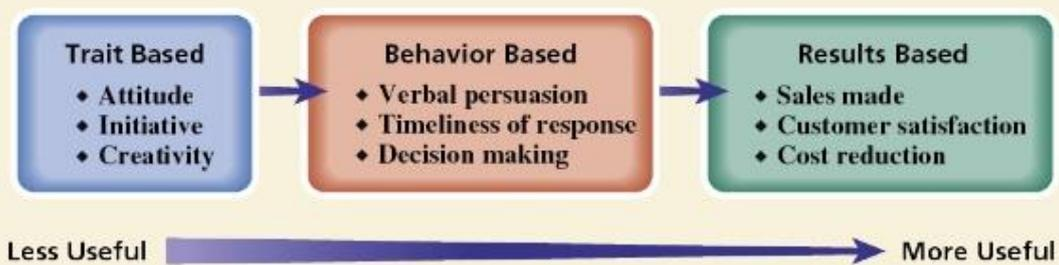 Trait Based
◆ Attitude
◆ Initiative
◆ Creativity
Behavior Based
◆ Verbal persuasion
◆ Timeliness of response
◆ Decision making
Results Based
◆ Sales made
◆ Customer satisfaction
◆ Cost reduction
Less Useful
More Useful